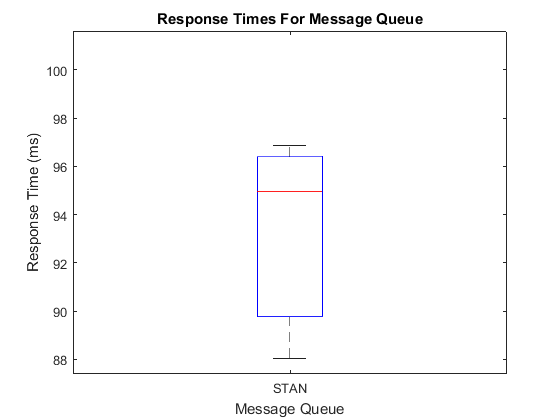 Response Times For Message Queue
Response Time (ms)
100
98
96
94
92
90
88
STAN
Message Queue